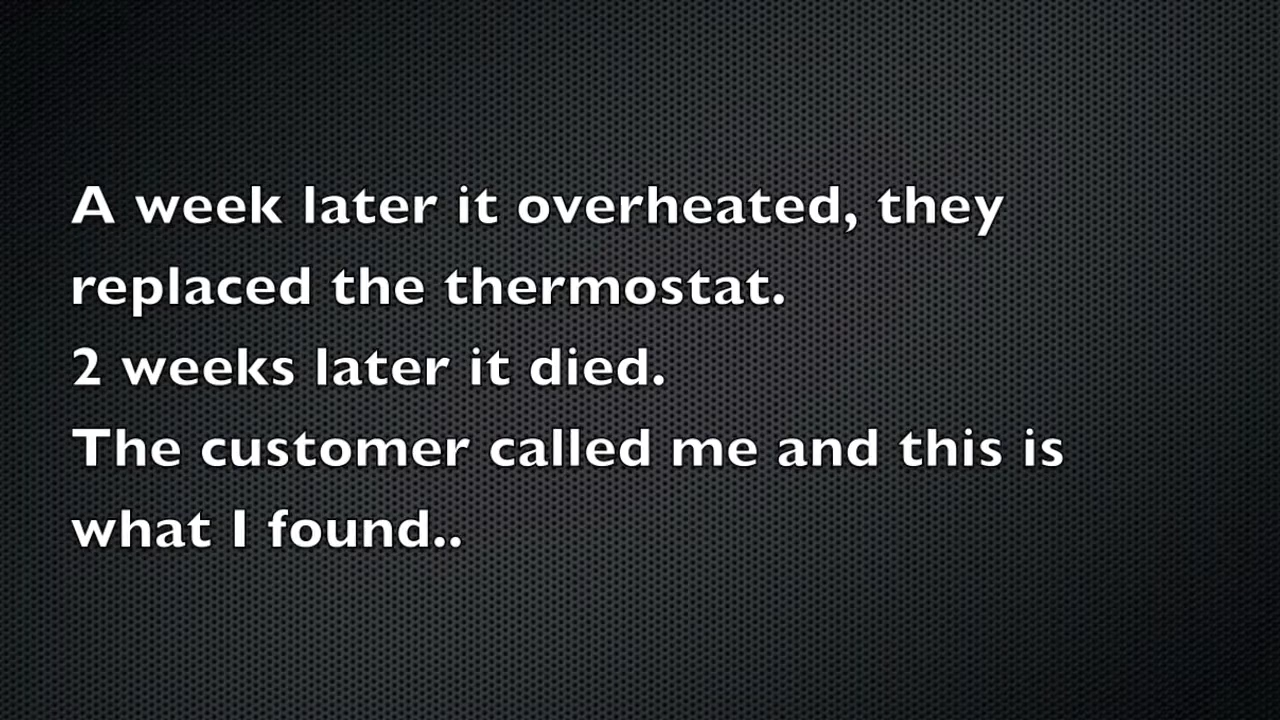 A week later it overheated, they
replaced the thermostat.
2 weeks later it died.
The customer called me and this is
what I found..